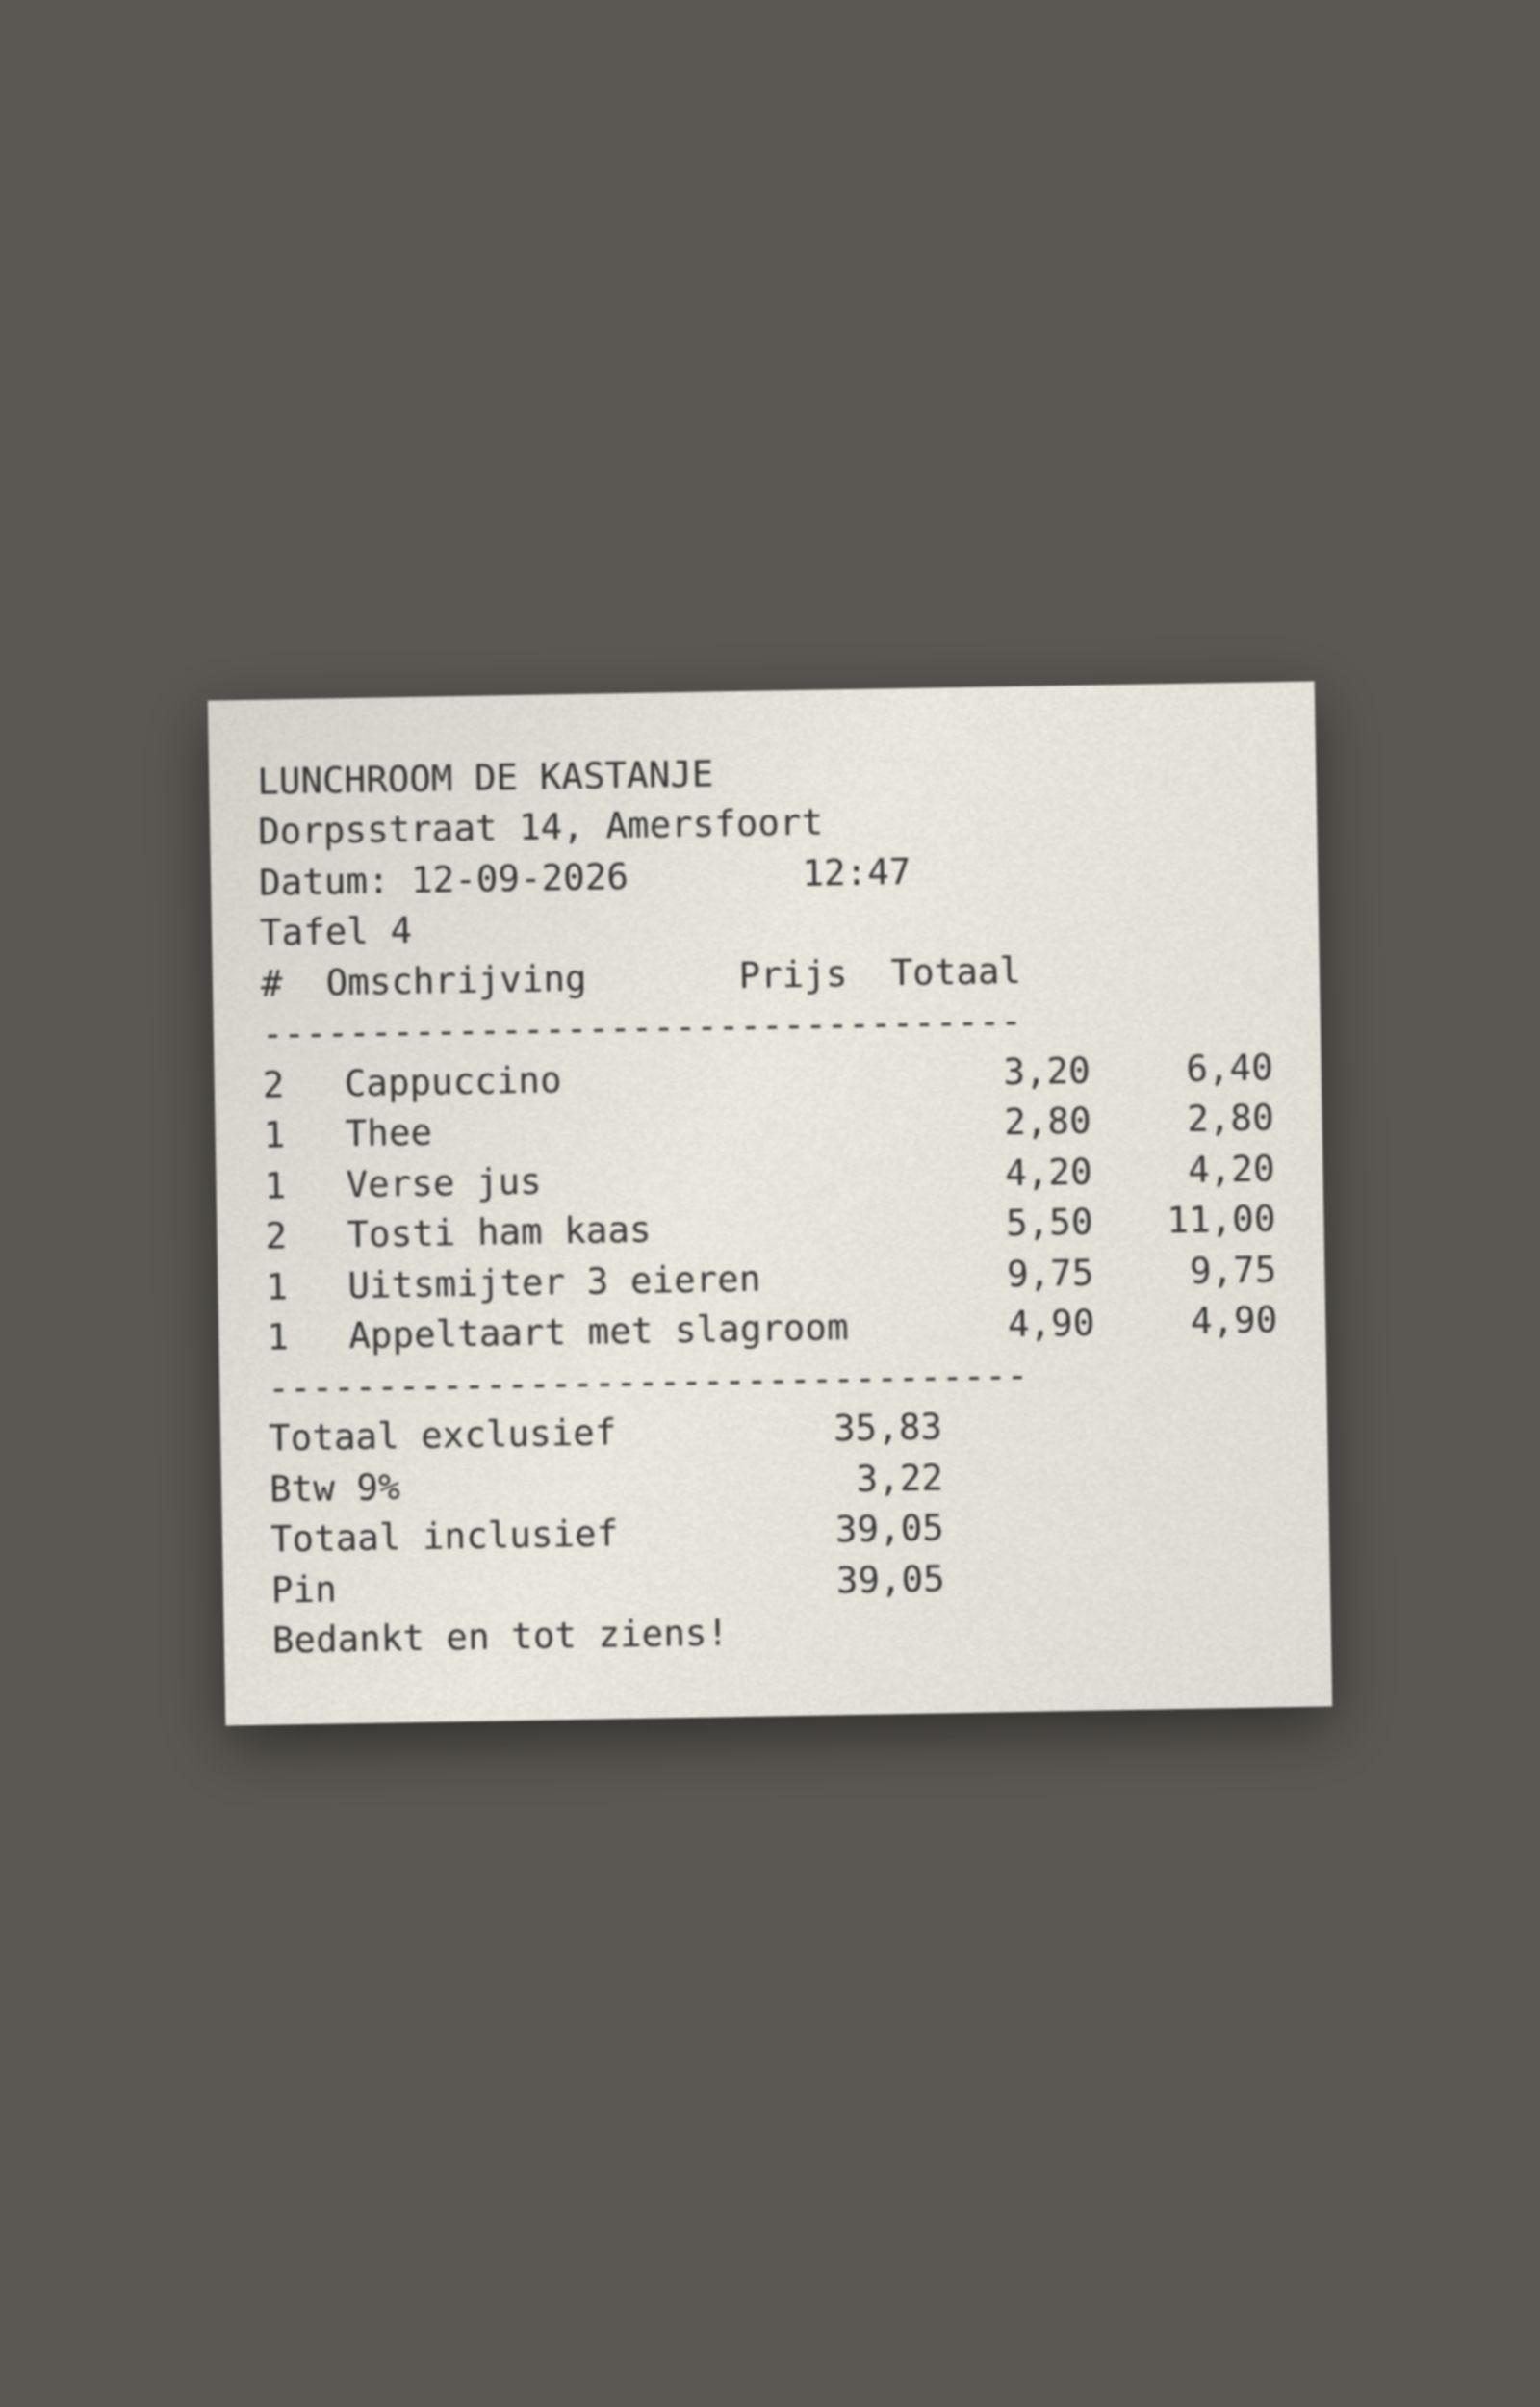 LUNCHROOM DE KASTANJE
Dorpsstraat 14, Amersfoort
Datum: 12-09-2026 12:47
Tafel 4
# Omschrijving Prijs Totaal
-----------------------------------
2 Cappuccino 3,20 6,40
1 Thee 2,80 2,80
1 Verse jus 4,20 4,20
2 Tosti ham kaas 5,50 11,00
1 Uitsmijter 3 eieren 9,75 9,75
1 Appeltaart met slagroom 4,90 4,90
-----------------------------------
Totaal exclusief 35,83
Btw 9% 3,22
Totaal inclusief 39,05
Pin 39,05
Bedankt en tot ziens!